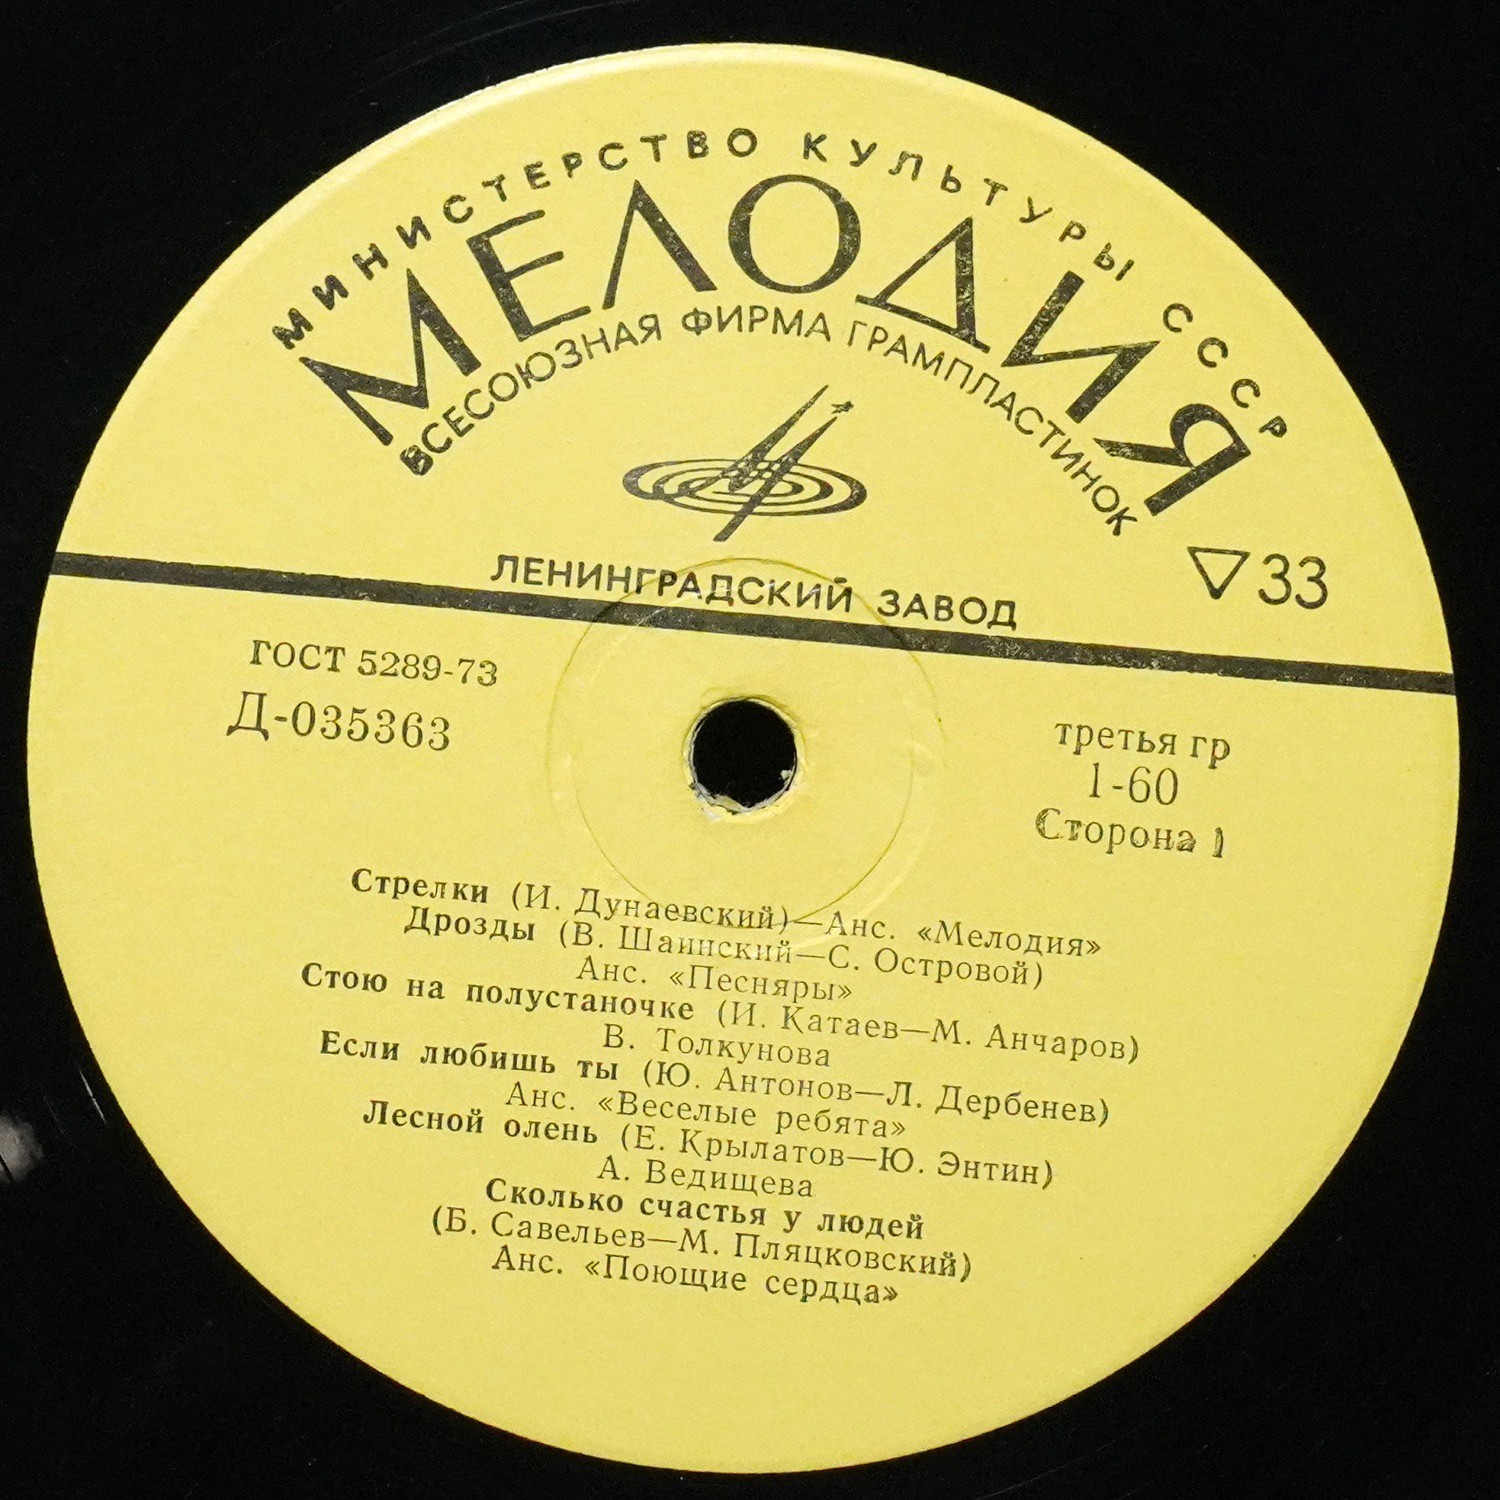 МИНИСТЕРСТВО КУЛЬТУРЫ СССР
МЕЛОДИЯ
ВСЕСОЮЗНАЯ ФИРМА ГРАМПЛАСТИНОК
▽33
ЛЕНИНГРАДСКИЙ ЗАВОД
ГОСТ 5289-73
Д-035363
третья гр
1-60
Сторона 1
Стрелки (И. Дунаевский)—Анс. «Мелодия»
Дрозды (В. Шаинский—С. Островой)
Анс. «Песняры»
Стою на полустаночке (И. Катаев—М. Анчаров)
В. Толкунова
Если любишь ты (Ю. Антонов—Л. Дербенев)
Анс. «Веселые ребята»
Лесной олень (Е. Крылатов—Ю. Энтин)
А. Ведищева
Сколько счастья у людей
(Б. Савельев—М. Пляцковский)
Анс. «Поющие сердца»